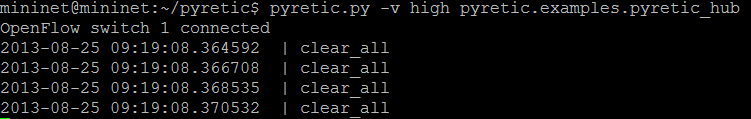 mininet@mininet:~/pyretic$ pyretic.py -v high pyretic.examples.pyretic_hub
OpenFlow switch 1 connected
2013-08-25 09:19:08.364592  | clear_all
2013-08-25 09:19:08.366708  | clear_all
2013-08-25 09:19:08.368535  | clear_all
2013-08-25 09:19:08.370532  | clear_all